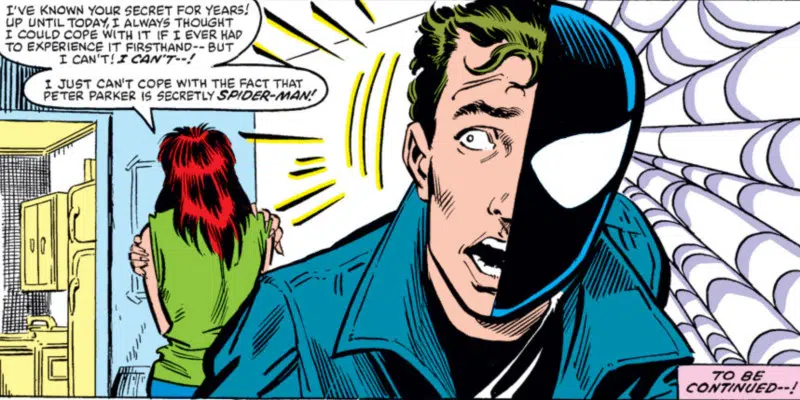 I'VE KNOWN YOUR SECRET FOR YEARS!
UP UNTIL TODAY, I ALWAYS THOUGHT
I COULD COPE WITH IT IF I EVER HAD
TO EXPERIENCE IT FIRSTHAND--BUT
I CAN'T! I CAN'T--!
I JUST CAN'T COPE WITH THE FACT THAT
PETER PARKER IS SECRETLY SPIDER-MAN!
TO BE
CONTINUED--!